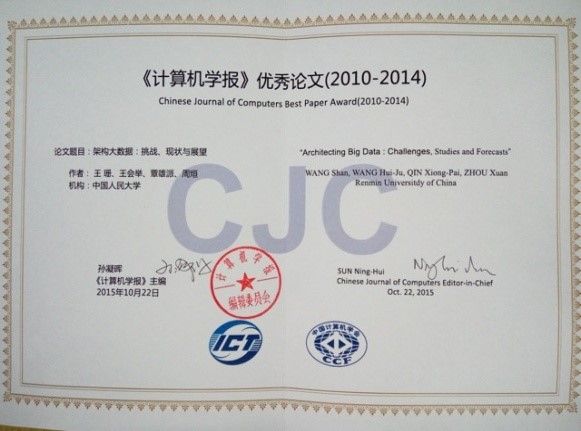 《计算机学报》优秀论文(2010-2014)
Chinese Journal of Computers Best Paper Award(2010-2014)
论文题目：架构大数据：挑战、现状与展望
"Architecting Big Data : Challenges, Studies and Forecasts"
作者：王 珊、王会举、覃雄派、周烜
机构：中国人民大学
WANG Shan, WANG Hui-Ju, QIN Xiong-Pai, ZHOU Xuan
Renmin Universitdy of China
CJC
孙凝晖
《计算机学报》主编
2015年10月22日
计算机学报
编辑委员会
SUN Ning-Hui
Chinese Journal of Computers Editor-in-Chief
Oct. 22, 2015
ICT
中国计算机学会
CCF